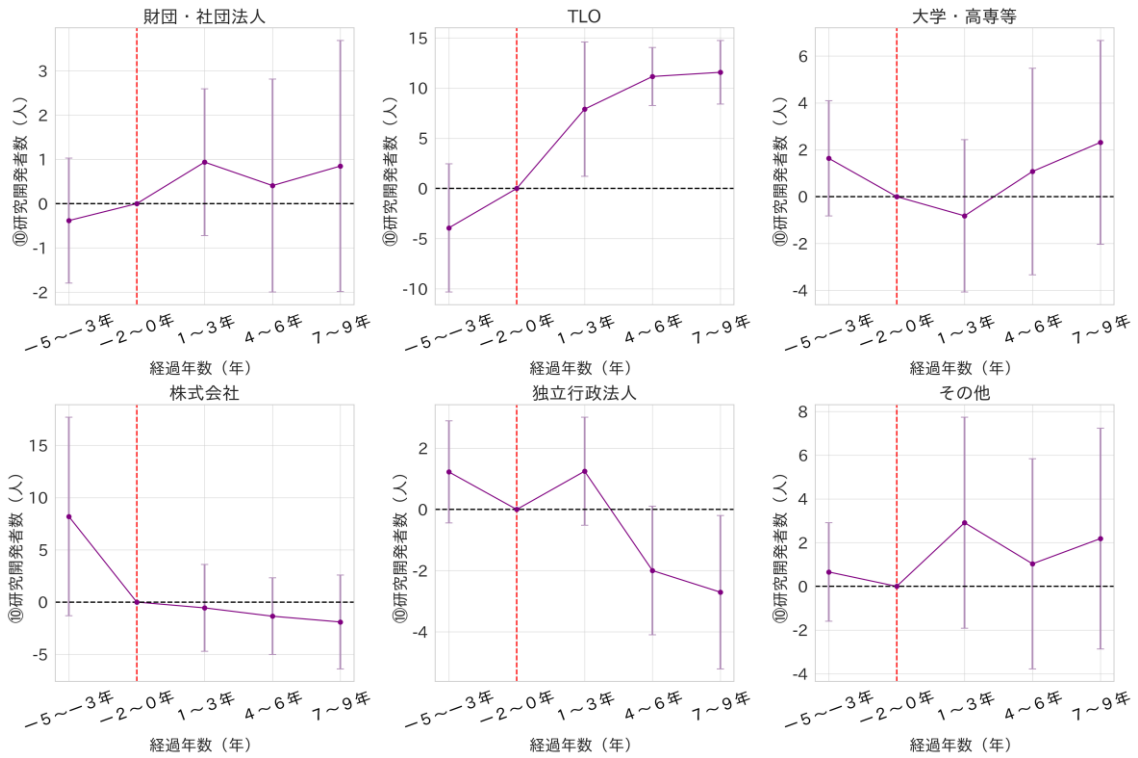 財団・社団法人
⑩研究開発者数（人）
3
2
1
0
-1
-2
－5～－3年
－2～0年
1～3年
4～6年
7～9年
経過年数（年）
TLO
⑩研究開発者数（人）
15
10
5
0
-5
-10
－5～－3年
－2～0年
1～3年
4～6年
7～9年
経過年数（年）
大学・高専等
⑩研究開発者数（人）
6
4
2
0
-2
-4
－5～－3年
－2～0年
1～3年
4～6年
7～9年
経過年数（年）
株式会社
⑩研究開発者数（人）
15
10
5
0
-5
－5～－3年
－2～0年
1～3年
4～6年
7～9年
経過年数（年）
独立行政法人
⑩研究開発者数（人）
2
0
-2
-4
－5～－3年
－2～0年
1～3年
4～6年
7～9年
経過年数（年）
その他
⑩研究開発者数（人）
8
6
4
2
0
-2
-4
－5～－3年
－2～0年
1～3年
4～6年
7～9年
経過年数（年）